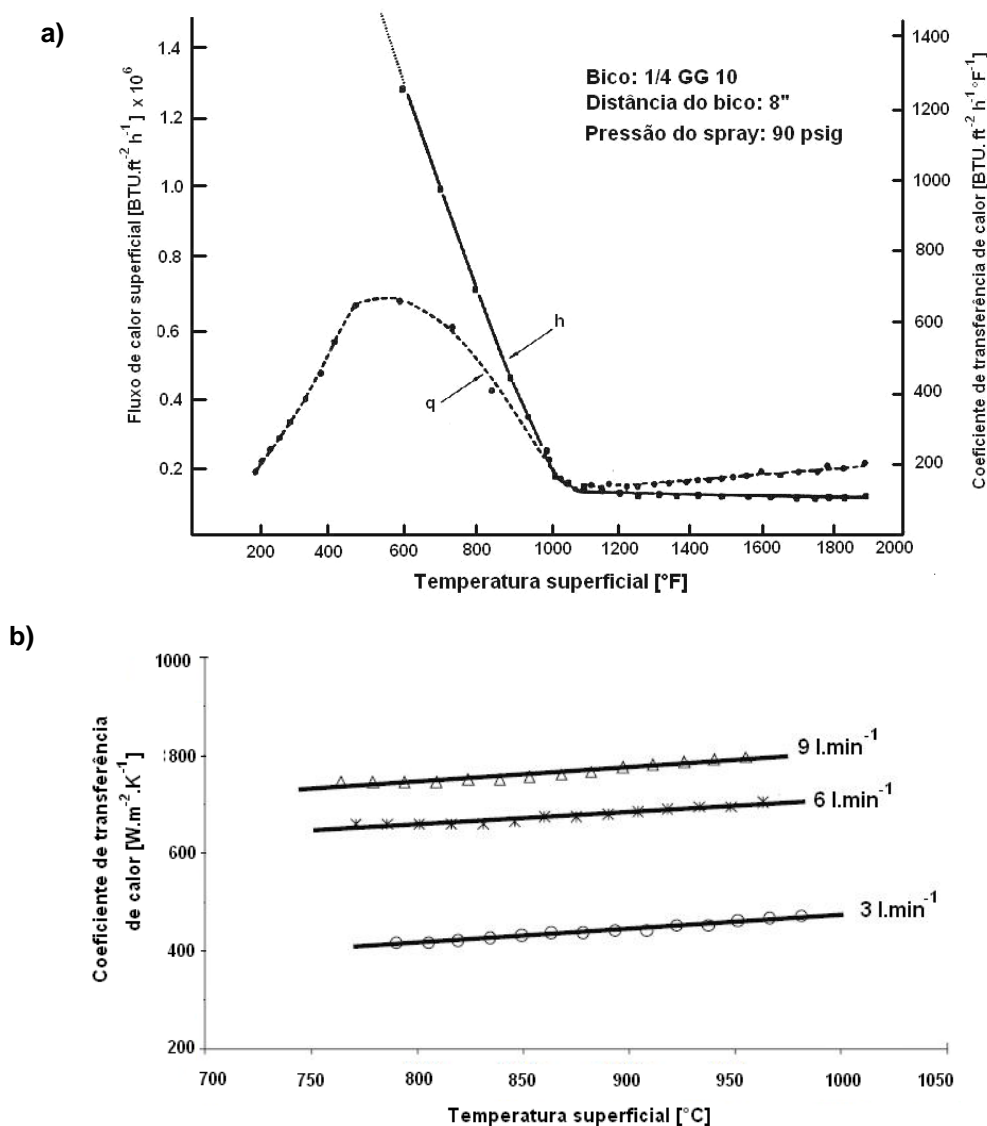 a)
Fluxo de calor superficial [BTU.ft⁻² h⁻¹] x 10⁶
1.4
1.2
1.0
0.8
0.6
0.4
0.2
Bico: 1/4 GG 10
Distância do bico: 8"
Pressão do spray: 90 psig
h
q
1400
1200
1000
800
600
400
200
Coeficiente de transferência de calor [BTU.ft⁻² h⁻¹ °F⁻¹]
200 400 600 800 1000 1200 1400 1600 1800 2000
Temperatura superficial [°F]
b)
Coeficiente de transferência
de calor [W.m⁻².K⁻¹]
1000
1800
600
400
200
9 l.min⁻¹
6 l.min⁻¹
3 l.min⁻¹
700 750 800 850 900 950 1000 1050
Temperatura superficial [°C]